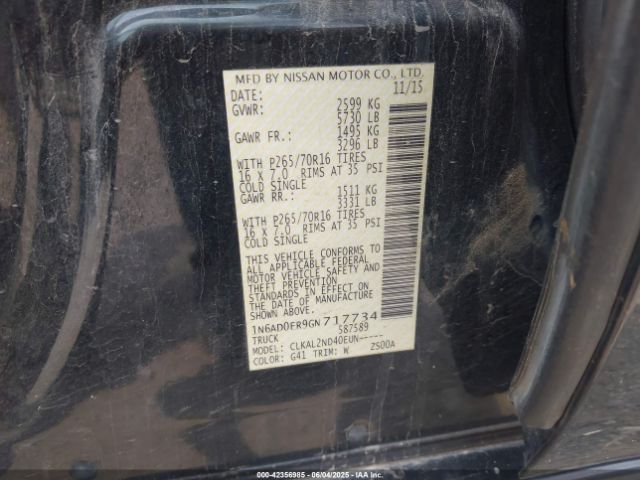 MFD BY NISSAN MOTOR CO., LTD.
DATE: 11/15
GVWR: 2599 KG
5730 LB
GAWR FR.: 1495 KG
3296 LB
WITH P265/70R16 TIRES
16 X 7.0 RIMS AT 35 PSI
COLD SINGLE
GAWR RR.: 1511 KG
3331 LB
WITH P265/70R16 TIRES
16 X 7.0 RIMS AT 35 PSI
COLD SINGLE
THIS VEHICLE CONFORMS TO
ALL APPLICABLE FEDERAL
MOTOR VEHICLE SAFETY AND
THEFT PREVENTION
STANDARDS IN EFFECT ON
THE DATE OF MANUFACTURE
SHOWN ABOVE.
1N6AD0ER9GN717734
TRUCK 587589
MODEL: CLKAL2ND40EUN-----
COLOR: G41 TRIM: W 2S00A
IAA
000-42356985 - 06/04/2025 - IAAI.COM